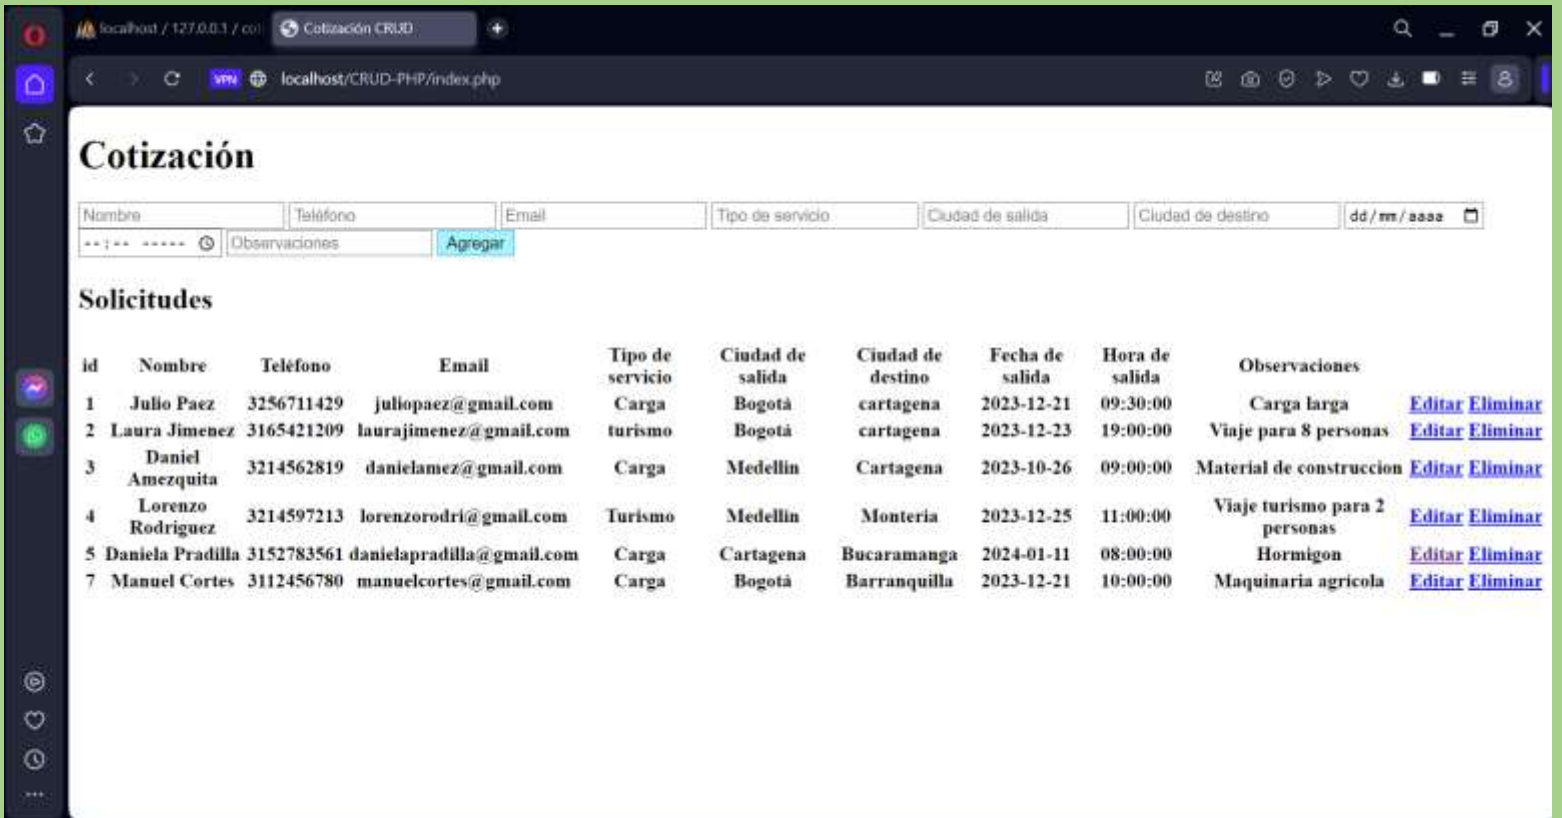 localhost / 127.0.0.1 / co
Cotización CRUD
VPN localhost/CRUD-PHP/index.php
Cotización
Nombre Teléfono Email Tipo de servicio Ciudad de salida Ciudad de destino dd/mm/aaaa
--:-- ----- Observaciones Agregar
Solicitudes
id Nombre Teléfono Email Tipo de servicio Ciudad de salida Ciudad de destino Fecha de salida Hora de salida Observaciones
1 Julio Paez 3256711429 juliopaez@gmail.com Carga Bogotá cartagena 2023-12-21 09:30:00 Carga larga Editar Eliminar
2 Laura Jimenez 3165421209 laurajimenez@gmail.com turismo Bogotá cartagena 2023-12-23 19:00:00 Viaje para 8 personas Editar Eliminar
3 Daniel Amezquita 3214562819 danielamez@gmail.com Carga Medellin Cartagena 2023-10-26 09:00:00 Material de construccion Editar Eliminar
4 Lorenzo Rodriguez 3214597213 lorenzorodri@gmail.com Turismo Medellin Monteria 2023-12-25 11:00:00 Viaje turismo para 2 personas Editar Eliminar
5 Daniela Pradilla 3152783561 danielapradilla@gmail.com Carga Cartagena Bucaramanga 2024-01-11 08:00:00 Hormigon Editar Eliminar
7 Manuel Cortes 3112456780 manuelcortes@gmail.com Carga Bogotá Barranquilla 2023-12-21 10:00:00 Maquinaria agricola Editar Eliminar